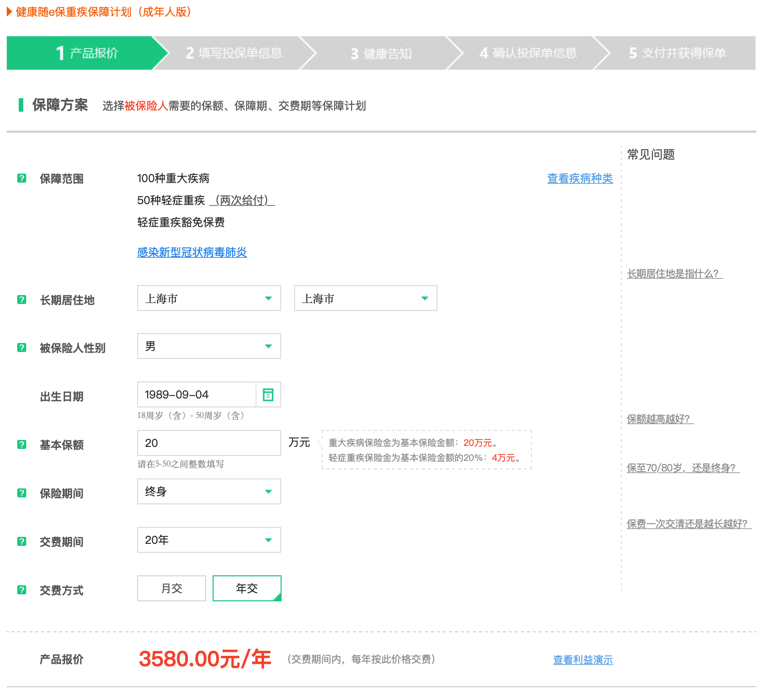 健康随e保重疾保障计划（成年人版）
1 产品报价
2 填写投保单信息
3 健康告知
4 确认投保单信息
5 支付并获得保单
保障方案 选择被保险人需要的保额、保障期、交费期等保障计划
常见问题
? 保障范围 100种重大疾病 查看疾病种类
50种轻症重疾 （两次给付）
轻症重疾豁免保费
感染新型冠状病毒肺炎
长期居住地是指什么？
? 长期居住地 上海市 上海市
? 被保险人性别 男
出生日期 1989-09-04
18周岁（含）- 50周岁（含）
保额越高越好？
? 基本保额 20 万元
重大疾病保险金为基本保险金额：20万元。
轻症重疾保险金为基本保险金额的20%：4万元。
请在5-50之间整数填写
保至70/80岁，还是终身？
? 保险期间 终身
保费一次交清还是越长越好？
? 交费期间 20年
? 交费方式 月交 年交
产品报价 3580.00元/年 （交费期间内，每年按此价格交费） 查看利益演示